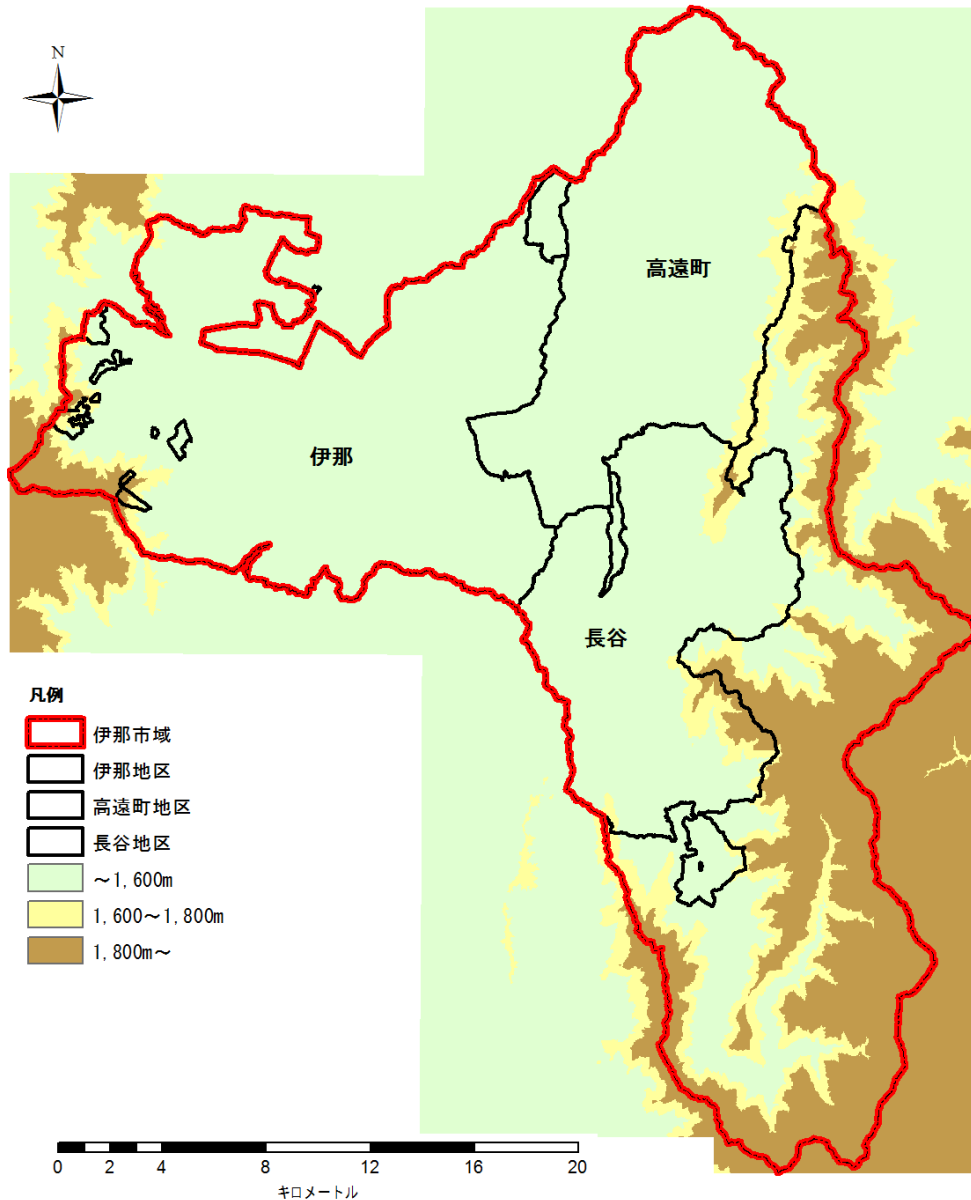 N
高遠町
伊那
長谷
凡例
伊那市域
伊那地区
高遠町地区
長谷地区
～1,600m
1,600～1,800m
1,800m～
0 2 4 8 12 16 20
キロメートル